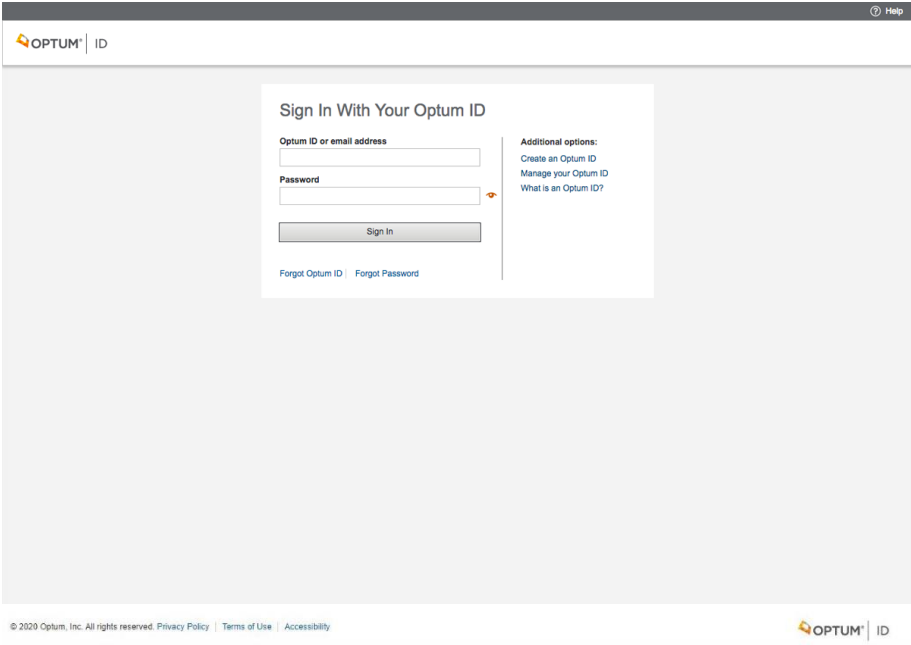 ? Help
OPTUM® ID
Sign In With Your Optum ID
Optum ID or email address
Password
Sign In
Forgot Optum ID | Forgot Password
Additional options:
Create an Optum ID
Manage your Optum ID
What is an Optum ID?
© 2020 Optum, Inc. All rights reserved. Privacy Policy | Terms of Use | Accessibility
OPTUM® ID